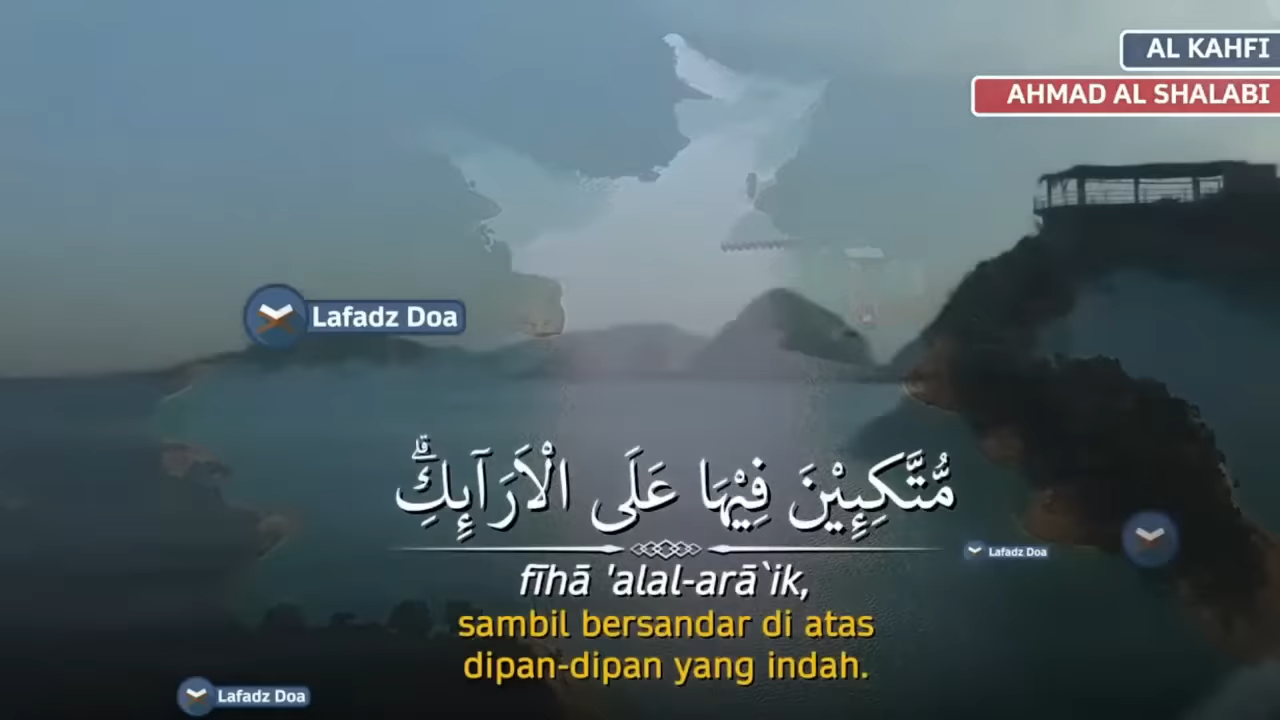 AL KAHFI
AHMAD AL SHALABI
Lafadz Doa
مُّتَّكِـِٕيْنَ فِيْهَا عَلَى الْاَرَاۤىِٕكِۗ
Lafadz Doa
fīhā 'alal-arā`ik,
sambil bersandar di atas
dipan-dipan yang indah.
Lafadz Doa